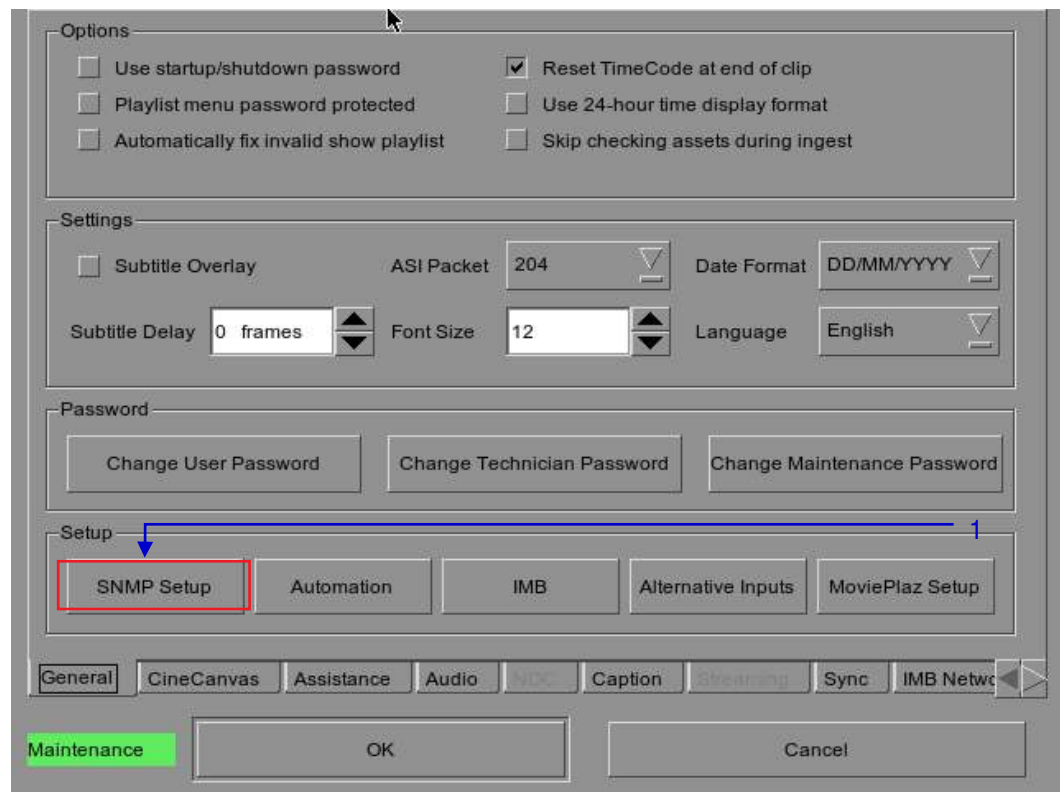 Options
Use startup/shutdown password
Reset TimeCode at end of clip
Playlist menu password protected
Use 24-hour time display format
Automatically fix invalid show playlist
Skip checking assets during ingest
Settings
Subtitle Overlay
ASI Packet
204
Date Format
DD/MM/YYYY
Subtitle Delay
0 frames
Font Size
12
Language
English
Password
Change User Password
Change Technician Password
Change Maintenance Password
Setup
1
SNMP Setup
Automation
IMB
Alternative Inputs
MoviePlaz Setup
General
CineCanvas
Assistance
Audio
Caption
Streaming
Sync
IMB Netwo
Maintenance
OK
Cancel